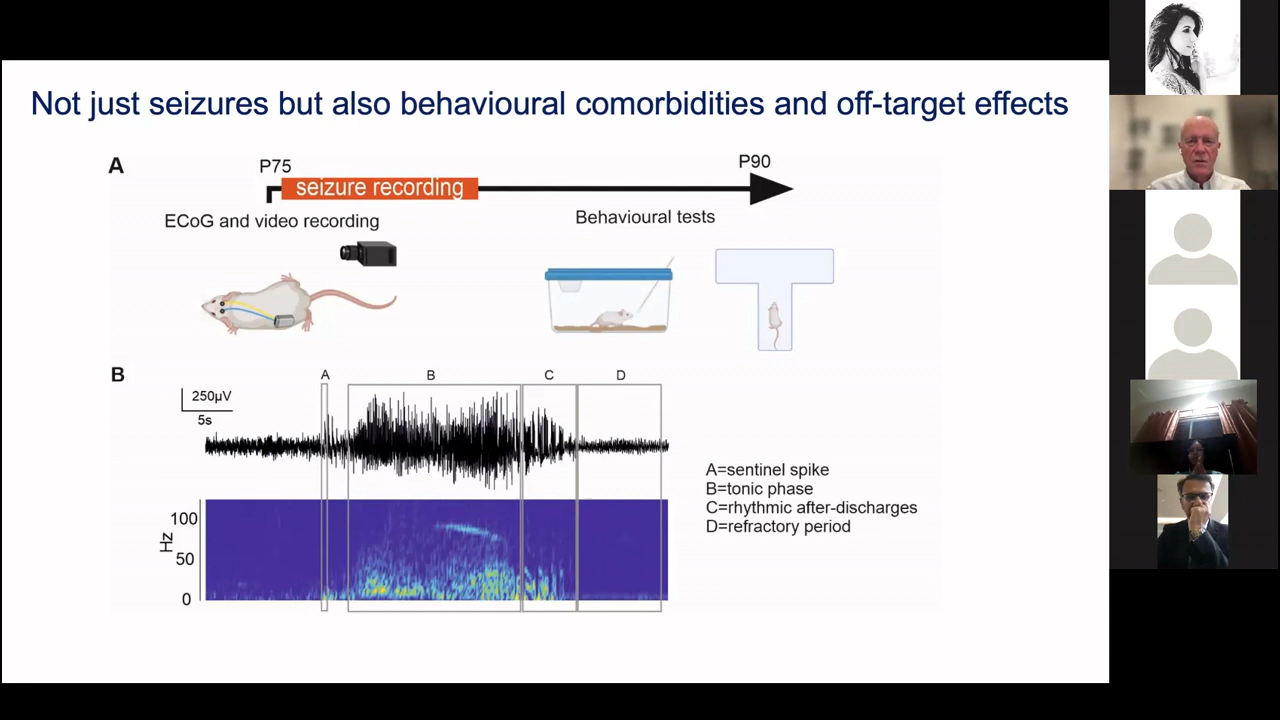 Not just seizures but also behavioural comorbidities and off-target effects
A
P75
P90
seizure recording
ECoG and video recording
Behavioural tests
B
A
B
C
D
250µV
5s
A=sentinel spike
B=tonic phase
C=rhythmic after-discharges
D=refractory period
100
Hz
50
0